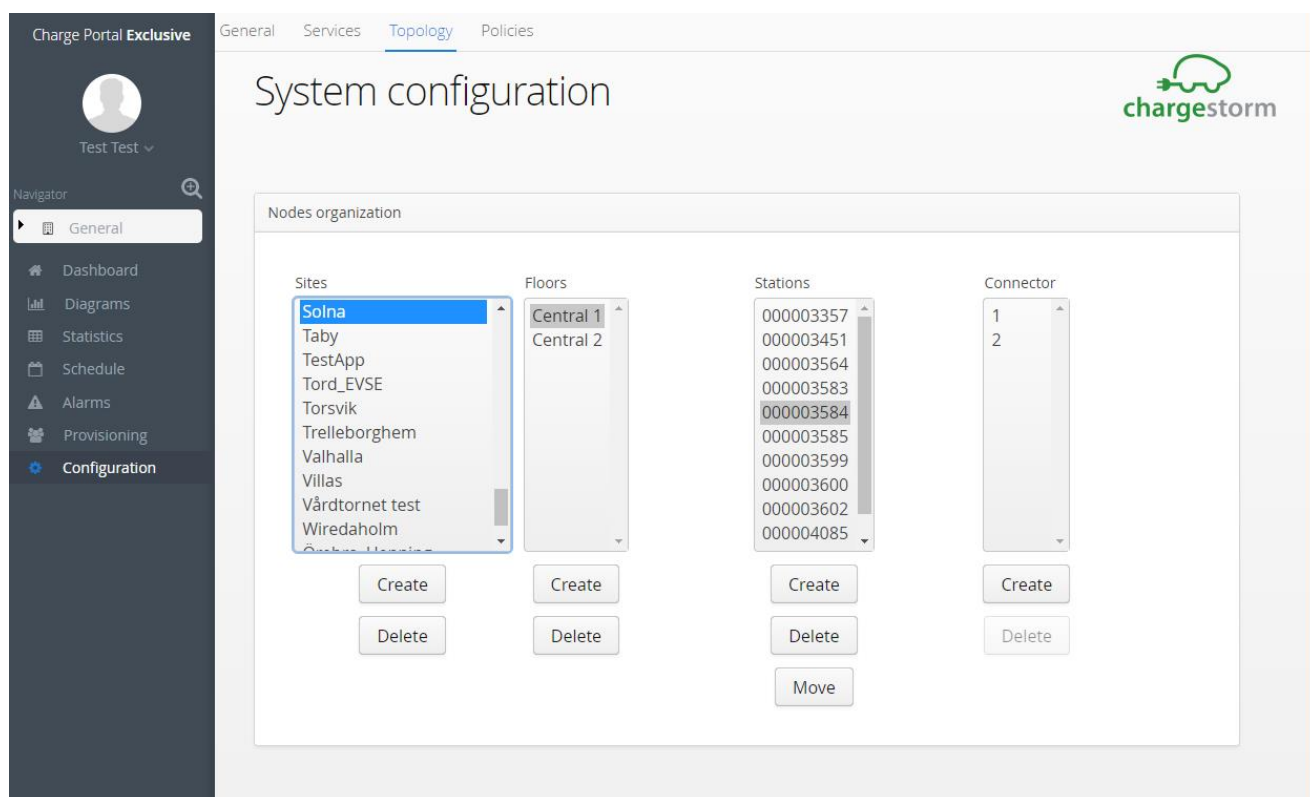 Charge Portal Exclusive
General Services Topology Policies
System configuration
chargestorm
Test Test
Navigator
General
Dashboard
Diagrams
Statistics
Schedule
Alarms
Provisioning
Configuration
Nodes organization
Sites
Solna
Taby
TestApp
Tord_EVSE
Torsvik
Trelleborghem
Valhalla
Villas
Vårdtornet test
Wiredaholm
Floors
Central 1
Central 2
Stations
000003357
000003451
000003564
000003583
000003584
000003585
000003599
000003600
000003602
000004085
Connector
1
2
Create Create Create Create
Delete Delete Delete Delete
Move